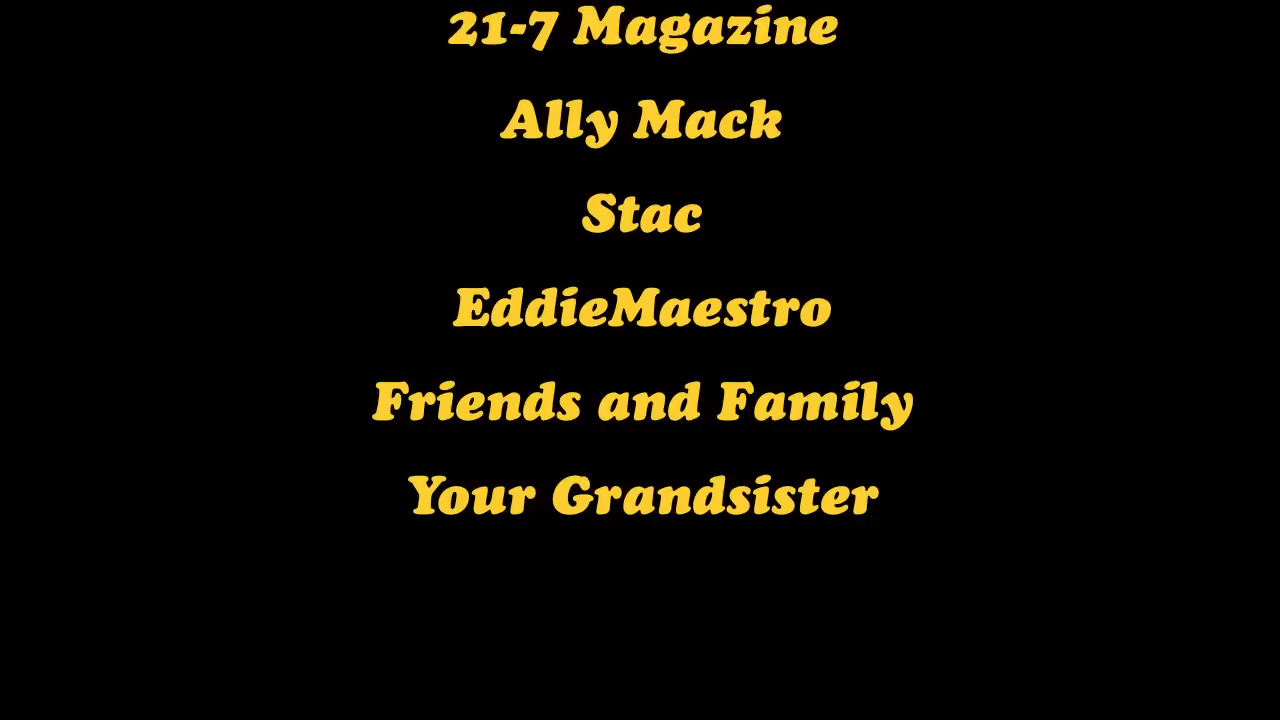 21-7 Magazine
Ally Mack
Stac
EddieMaestro
Friends and Family
Your Grandsister